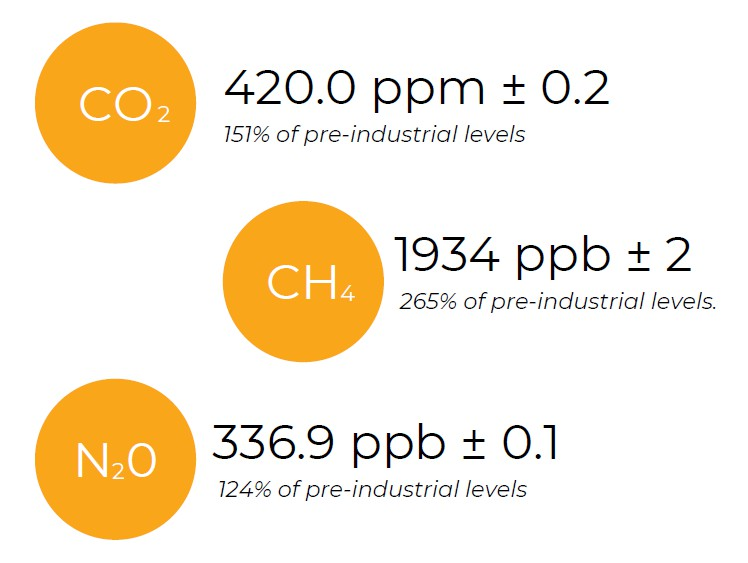 CO₂
420.0 ppm ± 0.2
151% of pre-industrial levels
CH₄
1934 ppb ± 2
265% of pre-industrial levels.
N₂0
336.9 ppb ± 0.1
124% of pre-industrial levels